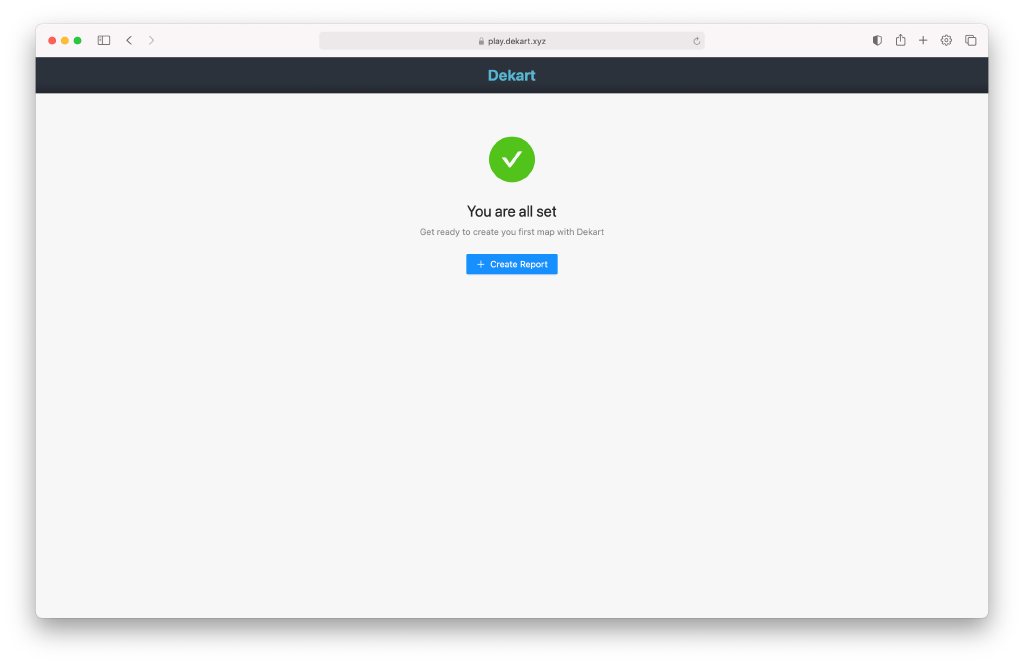 play.dekart.xyz
Dekart
You are all set
Get ready to create you first map with Dekart
+ Create Report